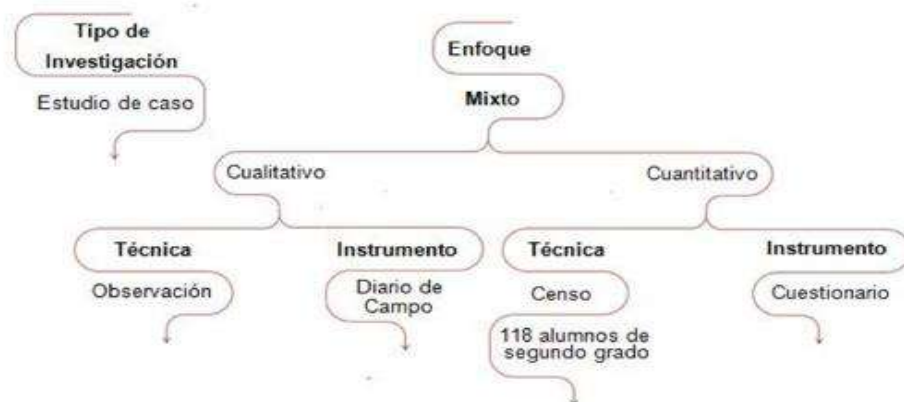 Tipo de
Investigación
Estudio de caso
Enfoque
Mixto
Cualitativo
Cuantitativo
Técnica
Observación
Instrumento
Diario de
Campo
Técnica
Censo
118 alumnos de
segundo grado
Instrumento
Cuestionario